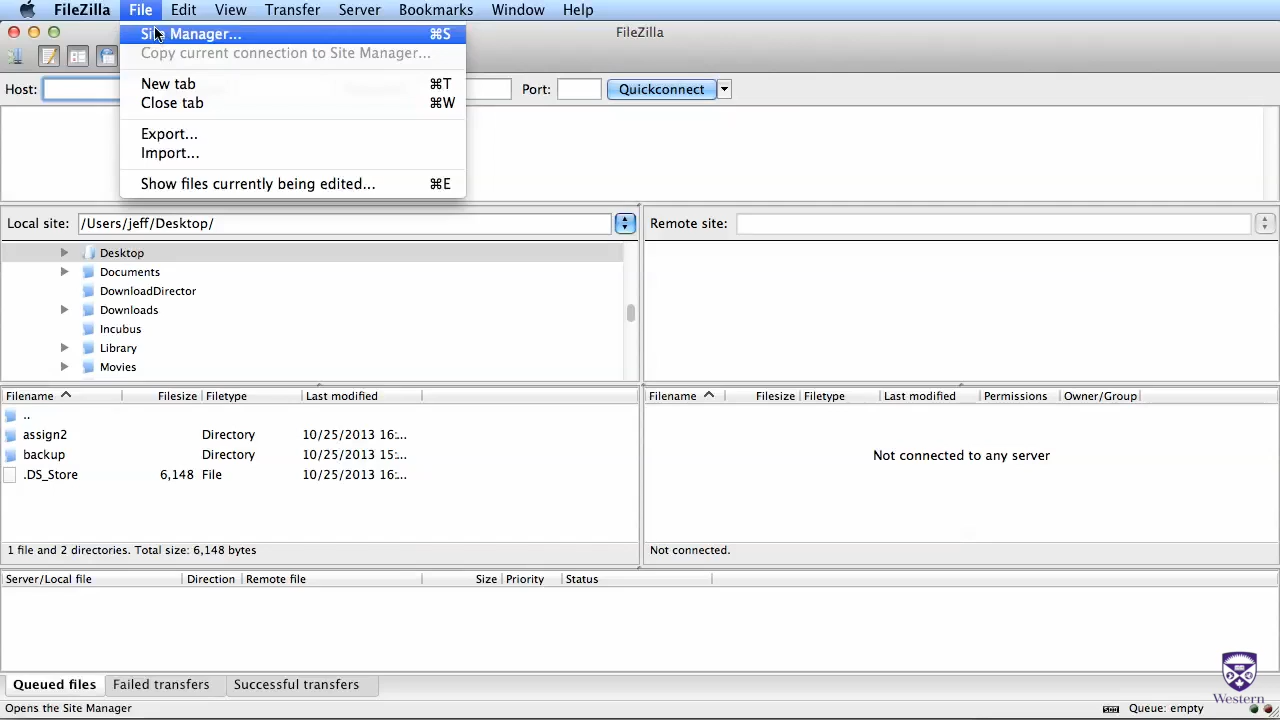 FileZilla File Edit View Transfer Server Bookmarks Window Help
FileZilla
Site Manager... ⌘S
Copy current connection to Site Manager...
New tab ⌘T
Close tab ⌘W
Export...
Import...
Show files currently being edited... ⌘E
Host: Port: Quickconnect
Local site: /Users/jeff/Desktop/
Remote site:
Desktop
Documents
DownloadDirector
Downloads
Incubus
Library
Movies
Filename Filesize Filetype Last modified
..
assign2 Directory 10/25/2013 16:...
backup Directory 10/25/2013 15:...
.DS_Store 6,148 File 10/25/2013 16:...
1 file and 2 directories. Total size: 6,148 bytes
Filename Filesize Filetype Last modified Permissions Owner/Group
Not connected to any server
Not connected.
Server/Local file Direction Remote file Size Priority Status
Queued files Failed transfers Successful transfers
Opens the Site Manager
Queue: empty
Western